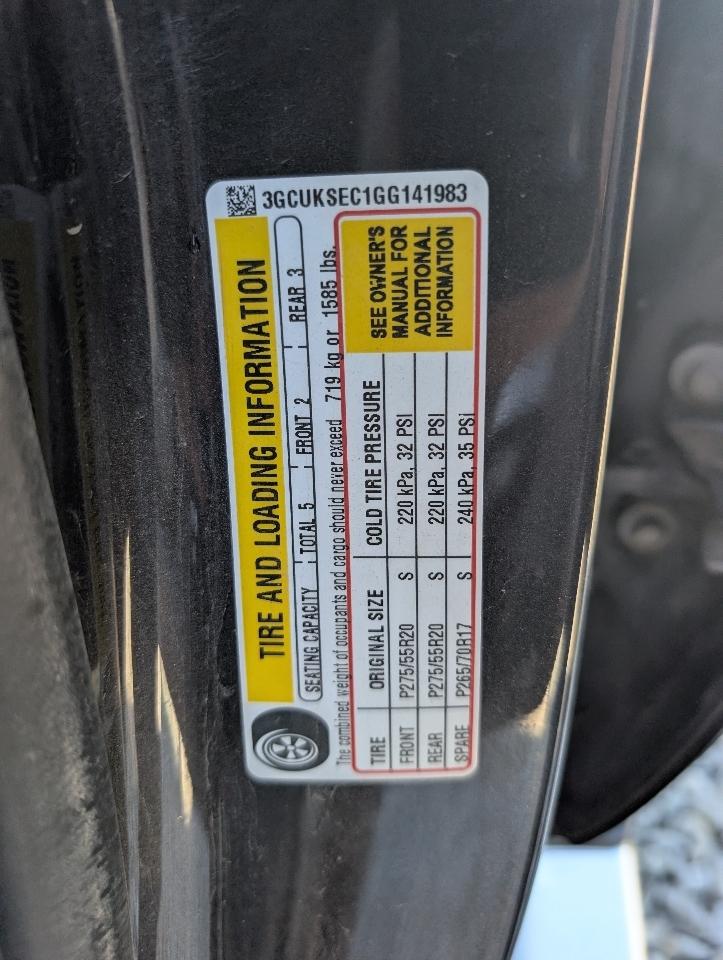 3GCUKSEC1GG141983
TIRE AND LOADING INFORMATION
SEATING CAPACITY TOTAL 5 FRONT 2 REAR 3
The combined weight of occupants and cargo should never exceed 719 kg or 1585 lbs.
TIRE ORIGINAL SIZE COLD TIRE PRESSURE
FRONT P275/55R20 S 220 kPa, 32 PSI
REAR P275/55R20 S 220 kPa, 32 PSI
SPARE P265/70R17 S 240 kPa, 35 PSI
SEE OWNER'S
MANUAL FOR
ADDITIONAL
INFORMATION